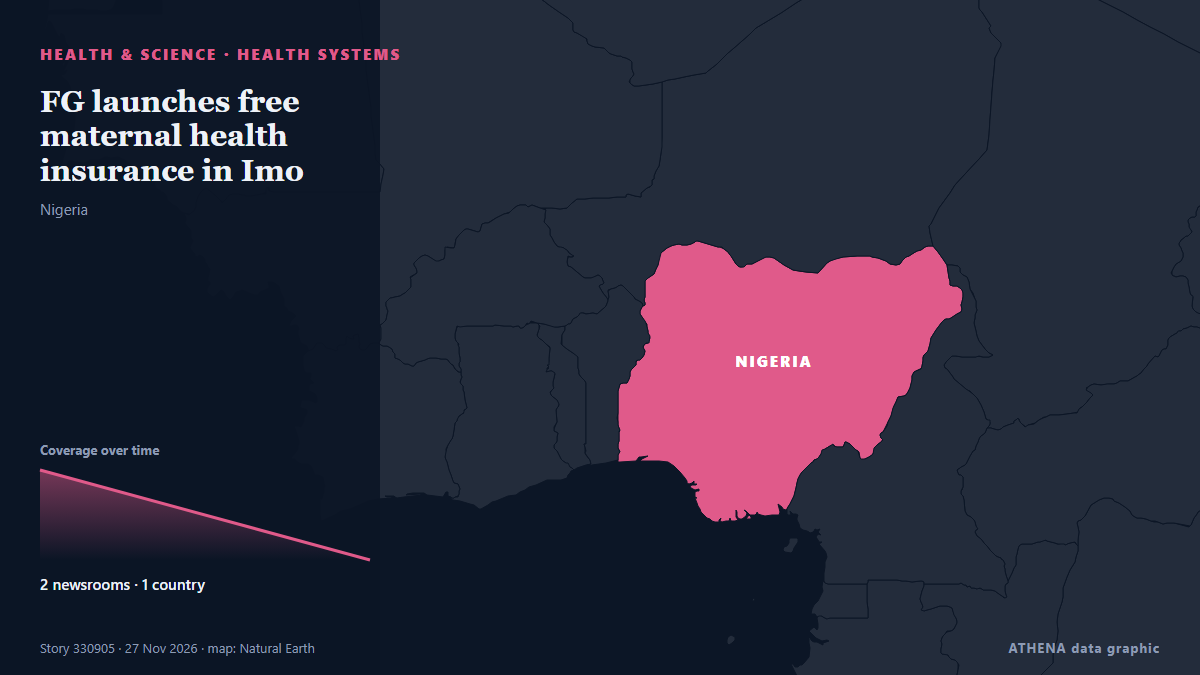 HEALTH & SCIENCE · HEALTH SYSTEMS
FG launches free
maternal health
insurance in Imo
Nigeria
NIGERIA
Coverage over time
2 newsrooms · 1 country
Story 330905 · 27 Nov 2026 · map: Natural Earth
ATHENA data graphic